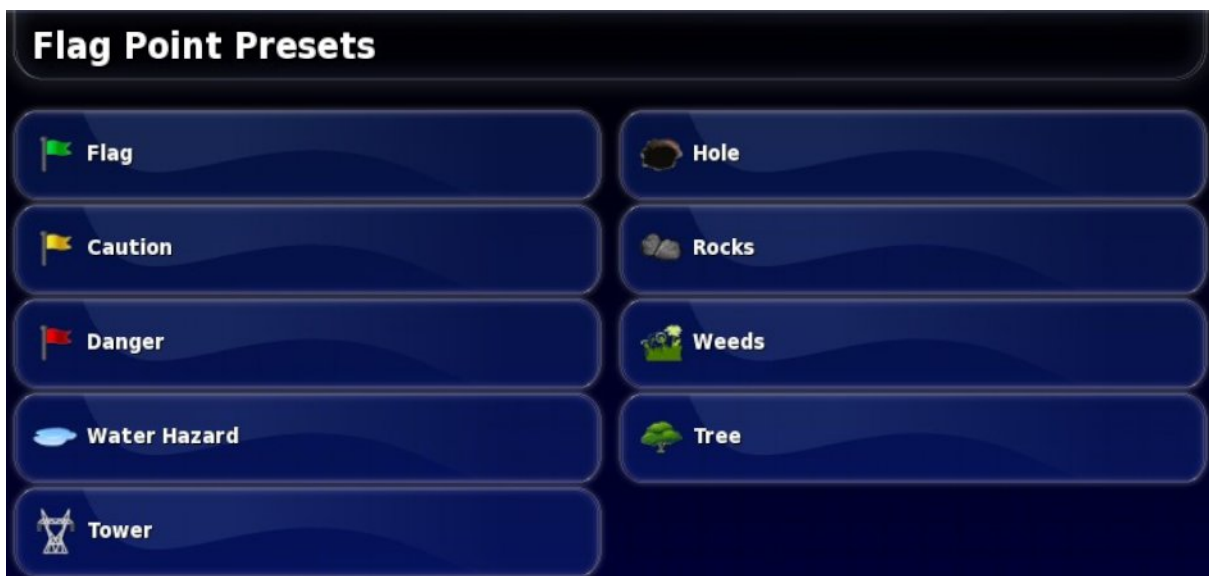 Flag Point Presets
Flag
Hole
Caution
Rocks
Danger
Weeds
Water Hazard
Tree
Tower